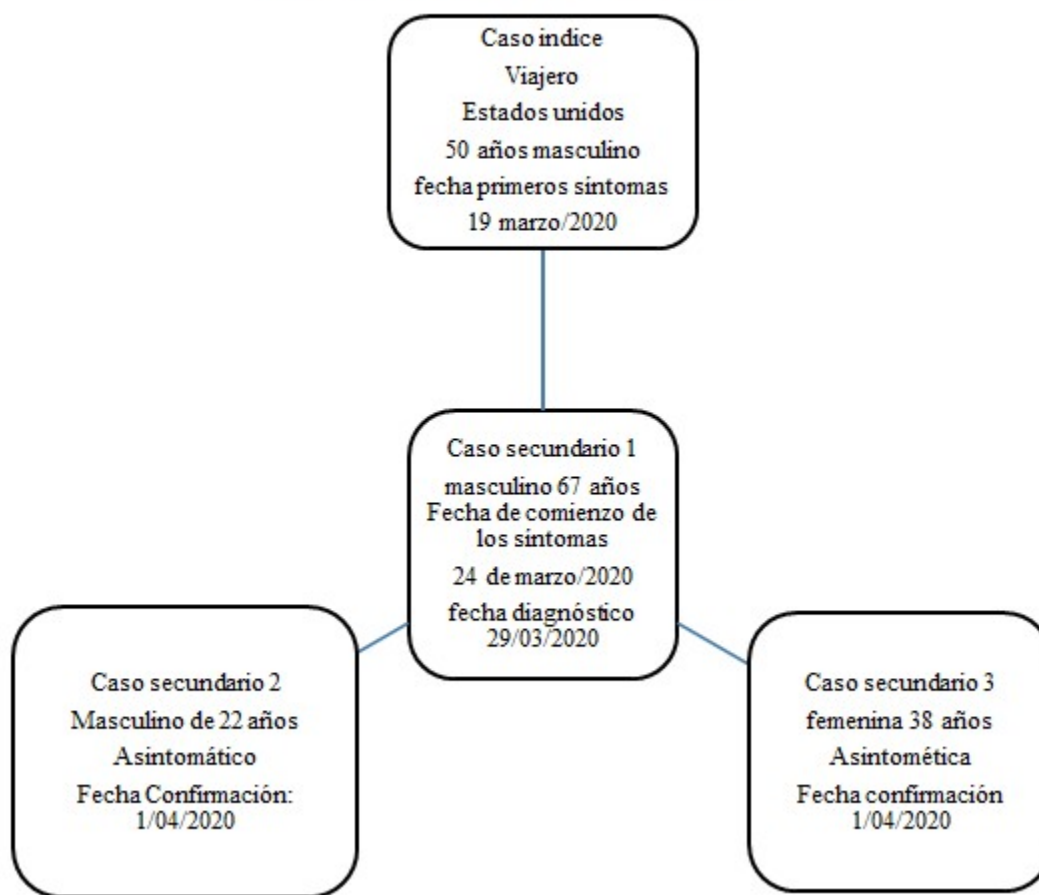 Caso indice
Viajero
Estados unidos
50 años masculino
fecha primeros síntomas
19 marzo/2020
Caso secundario 1
masculino 67 años
Fecha de comienzo de
los síntomas
24 de marzo/2020
fecha diagnóstico
29/03/2020
Caso secundario 2
Masculino de 22 años
Asintomático
Fecha Confirmación:
1/04/2020
Caso secundario 3
femenina 38 años
Asintomética
Fecha confirmación
1/04/2020